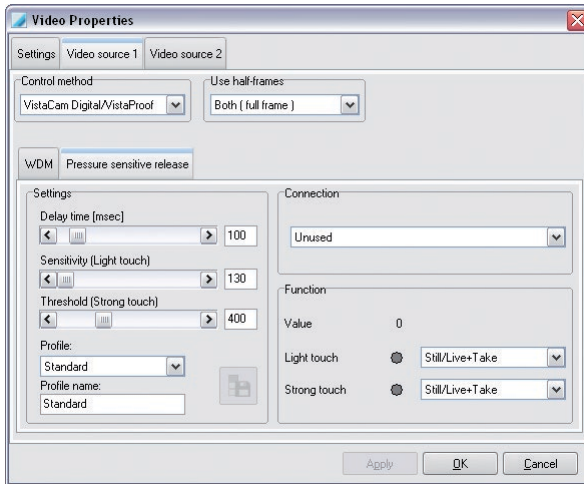 Video Properties
Settings Video source 1 Video source 2
Control method
VistaCam Digital/VistaProof
Use half-frames
Both ( full frame )
WDM Pressure sensitive release
Settings
Delay time [msec]
100
Sensitivity (Light touch)
130
Threshold (Strong touch)
400
Profile:
Standard
Profile name:
Standard
Connection
Unused
Function
Value 0
Light touch Still/Live+Take
Strong touch Still/Live+Take
Apply OK Cancel